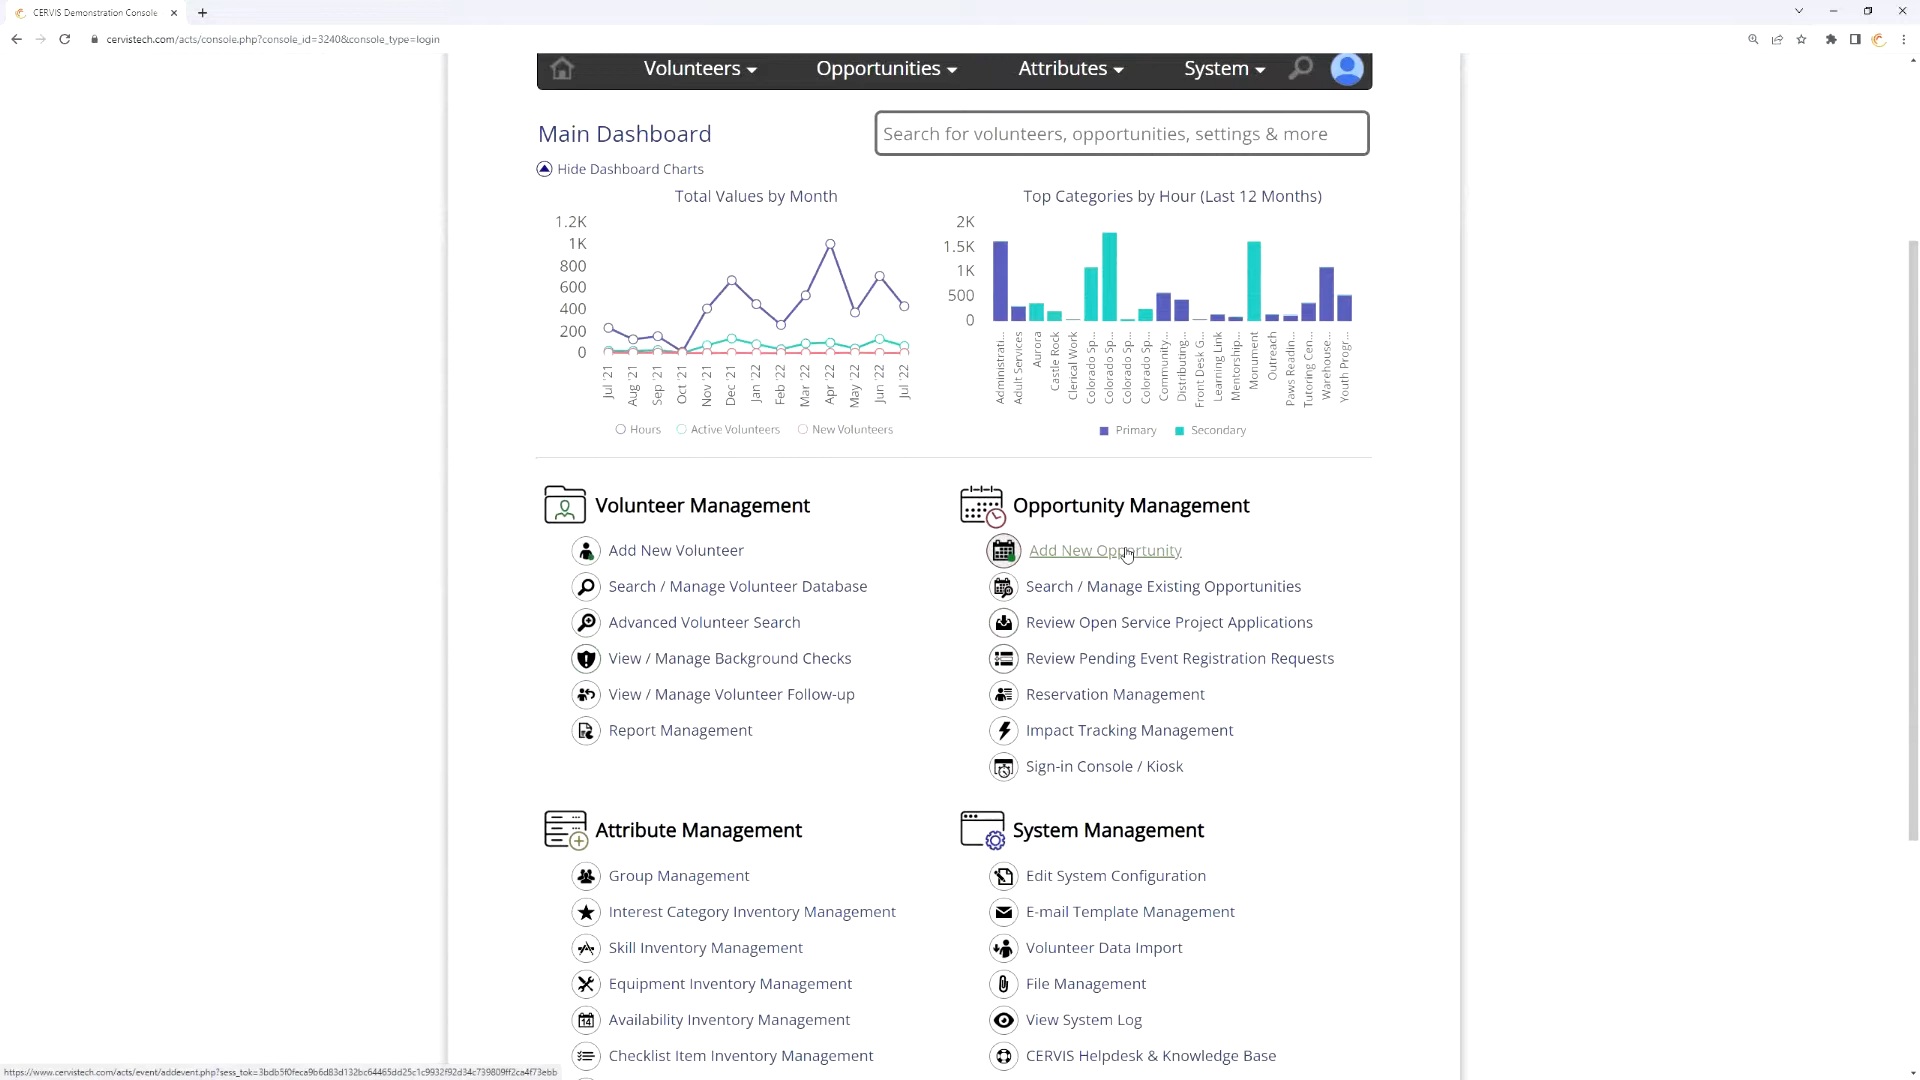 CERVIS Demonstration Console
cervistech.com/acts/console.php?console_id=3240&console_type=login
Volunteers
Opportunities
Attributes
System
Main Dashboard
Search for volunteers, opportunities, settings & more
Hide Dashboard Charts
Total Values by Month
1.2K
1K
800
600
400
200
0
Jul '21
Aug '21
Sep '21
Oct '21
Nov '21
Dec '21
Jan '22
Feb '22
Mar '22
Apr '22
May '22
Jun '22
Jul '22
Hours
Active Volunteers
New Volunteers
Top Categories by Hour (Last 12 Months)
2K
1.5K
1K
500
0
Administrati...
Adult Services
Aurora
Castle Rock
Clerical Work
Colorado Sp...
Colorado Sp...
Colorado Sp...
Colorado Sp...
Community...
Distributing...
Front Desk G...
Learning Link
Mentorship...
Monument
Outreach
Paws Readin...
Tutoring Cen...
Warehouse...
Youth Progr...
Primary
Secondary
Volunteer Management
Add New Volunteer
Search / Manage Volunteer Database
Advanced Volunteer Search
View / Manage Background Checks
View / Manage Volunteer Follow-up
Report Management
Opportunity Management
Add New Opportunity
Search / Manage Existing Opportunities
Review Open Service Project Applications
Review Pending Event Registration Requests
Reservation Management
Impact Tracking Management
Sign-in Console / Kiosk
Attribute Management
Group Management
Interest Category Inventory Management
Skill Inventory Management
Equipment Inventory Management
14
Availability Inventory Management
Checklist Item Inventory Management
System Management
Edit System Configuration
E-mail Template Management
Volunteer Data Import
File Management
View System Log
CERVIS Helpdesk & Knowledge Base